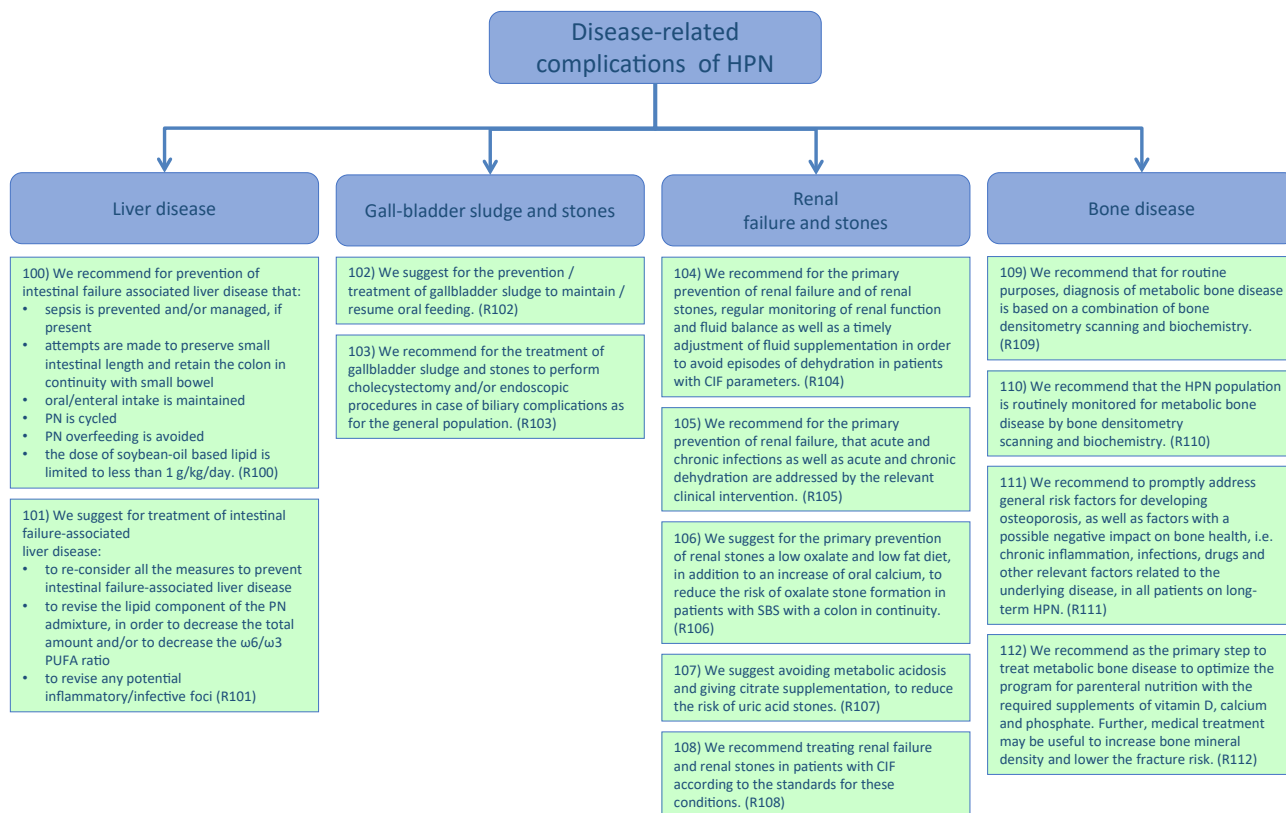 Disease-related
complications of HPN
Liver disease
100) We recommend for prevention of
intestinal failure associated liver disease that:
• sepsis is prevented and/or managed, if
present
• attempts are made to preserve small
intestinal length and retain the colon in
continuity with small bowel
• oral/enteral intake is maintained
• PN is cycled
• PN overfeeding is avoided
• the dose of soybean-oil based lipid is
limited to less than 1 g/kg/day. (R100)
101) We suggest for treatment of intestinal
failure-associated
liver disease:
• to re-consider all the measures to prevent
intestinal failure-associated liver disease
• to revise the lipid component of the PN
admixture, in order to decrease the total
amount and/or to decrease the ω6/ω3
PUFA ratio
• to revise any potential
inflammatory/infective foci (R101)
Gall-bladder sludge and stones
102) We suggest for the prevention /
treatment of gallbladder sludge to maintain /
resume oral feeding. (R102)
103) We recommend for the treatment of
gallbladder sludge and stones to perform
cholecystectomy and/or endoscopic
procedures in case of biliary complications as
for the general population. (R103)
Renal
failure and stones
104) We recommend for the primary
prevention of renal failure and of renal
stones, regular monitoring of renal function
and fluid balance as well as a timely
adjustment of fluid supplementation in order
to avoid episodes of dehydration in patients
with CIF parameters. (R104)
105) We recommend for the primary
prevention of renal failure, that acute and
chronic infections as well as acute and chronic
dehydration are addressed by the relevant
clinical intervention. (R105)
106) We suggest for the primary prevention
of renal stones a low oxalate and low fat diet,
in addition to an increase of oral calcium, to
reduce the risk of oxalate stone formation in
patients with SBS with a colon in continuity.
(R106)
107) We suggest avoiding metabolic acidosis
and giving citrate supplementation, to reduce
the risk of uric acid stones. (R107)
108) We recommend treating renal failure
and renal stones in patients with CIF
according to the standards for these
conditions. (R108)
Bone disease
109) We recommend that for routine
purposes, diagnosis of metabolic bone disease
is based on a combination of bone
densitometry scanning and biochemistry.
(R109)
110) We recommend that the HPN population
is routinely monitored for metabolic bone
disease by bone densitometry
scanning and biochemistry. (R110)
111) We recommend to promptly address
general risk factors for developing
osteoporosis, as well as factors with a
possible negative impact on bone health, i.e.
chronic inflammation, infections, drugs and
other relevant factors related to the
underlying disease, in all patients on long-
term HPN. (R111)
112) We recommend as the primary step to
treat metabolic bone disease to optimize the
program for parenteral nutrition with the
required supplements of vitamin D, calcium
and phosphate. Further, medical treatment
may be useful to increase bone mineral
density and lower the fracture risk. (R112)